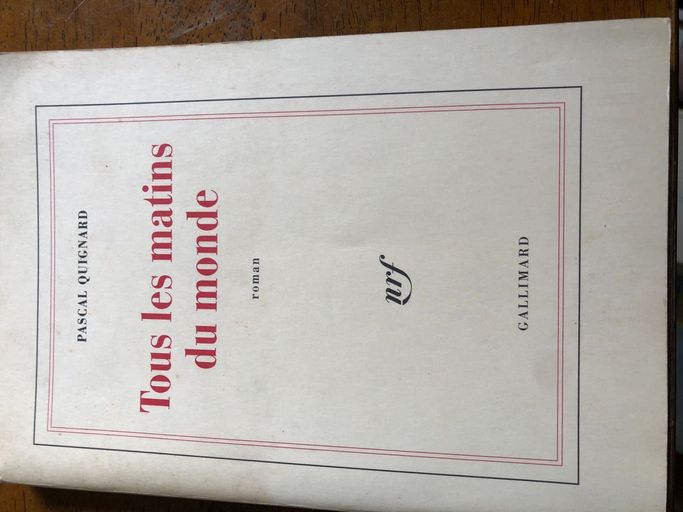 PASCAL QUIGNARD
Tous les matins
du monde
roman
nrf
GALLIMARD